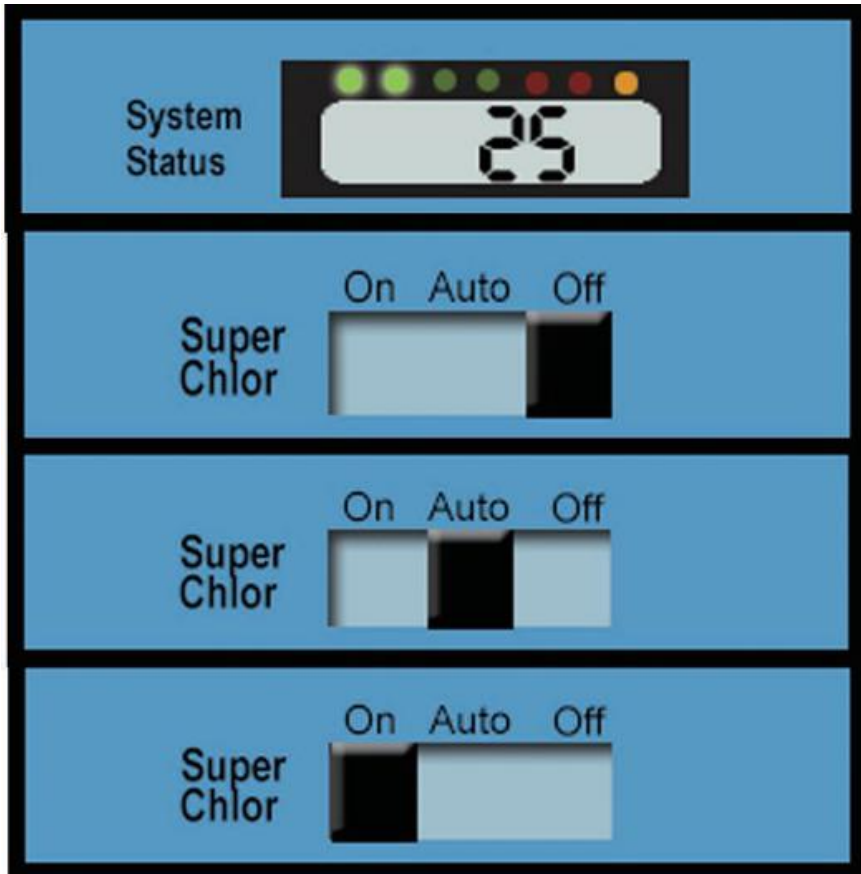 System
Status
25
On Auto Off
Super
Chlor
On Auto Off
Super
Chlor
On Auto Off
Super
Chlor